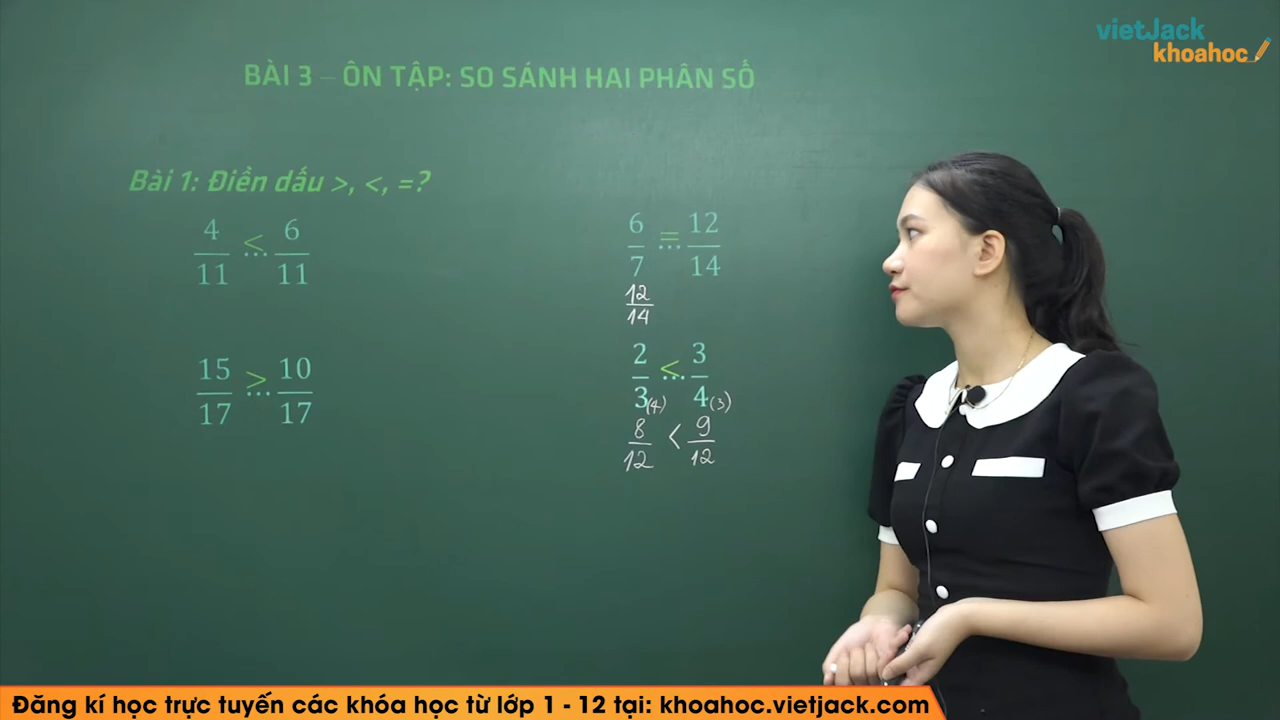 vietJack
khoahoc
BÀI 3 – ÔN TẬP: SO SÁNH HAI PHÂN SỐ
Bài 1: Điền dấu >, <, =?
4/11 <... 6/11
6/7 =... 12/14
12/14
15/17 >... 10/17
2/3 (4) <... 3/4 (3)
8/12 < 9/12
Đăng kí học trực tuyến các khóa học từ lớp 1 - 12 tại: khoahoc.vietjack.com